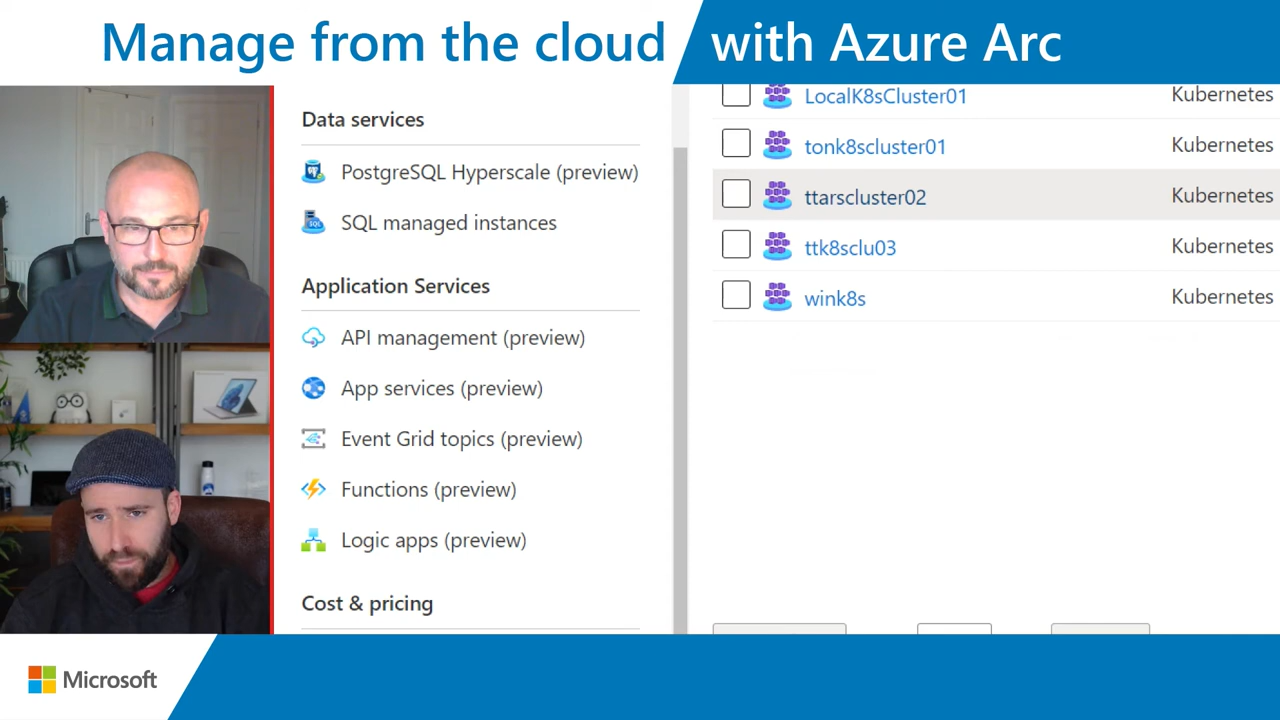 Manage from the cloud with Azure Arc
Data services
PostgreSQL Hyperscale (preview)
SQL managed instances
Application Services
API management (preview)
App services (preview)
Event Grid topics (preview)
Functions (preview)
Logic apps (preview)
Cost & pricing
LocalK8sCluster01 Kubernetes
tonk8scluster01 Kubernetes
ttarscluster02 Kubernetes
ttk8sclu03 Kubernetes
wink8s Kubernetes
Microsoft